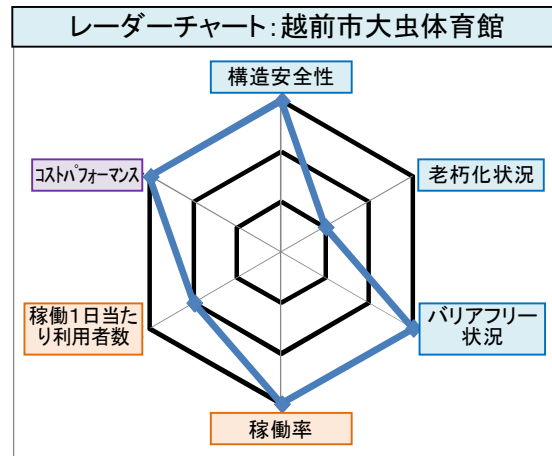 レーダーチャート:越前市大虫体育館
構造安全性
老朽化状況
バリアフリー
状況
稼働率
稼働1日当た
り利用者数
ｺｽﾄﾊﾟﾌｫｰﾏﾝｽ